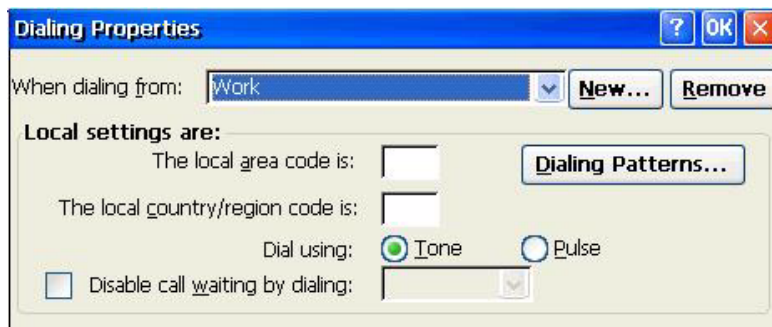 Dialing Properties ? OK ×
When dialing from: Work New... Remove
Local settings are:
The local area code is: Dialing Patterns...
The local country/region code is:
Dial using: Tone Pulse
Disable call waiting by dialing: